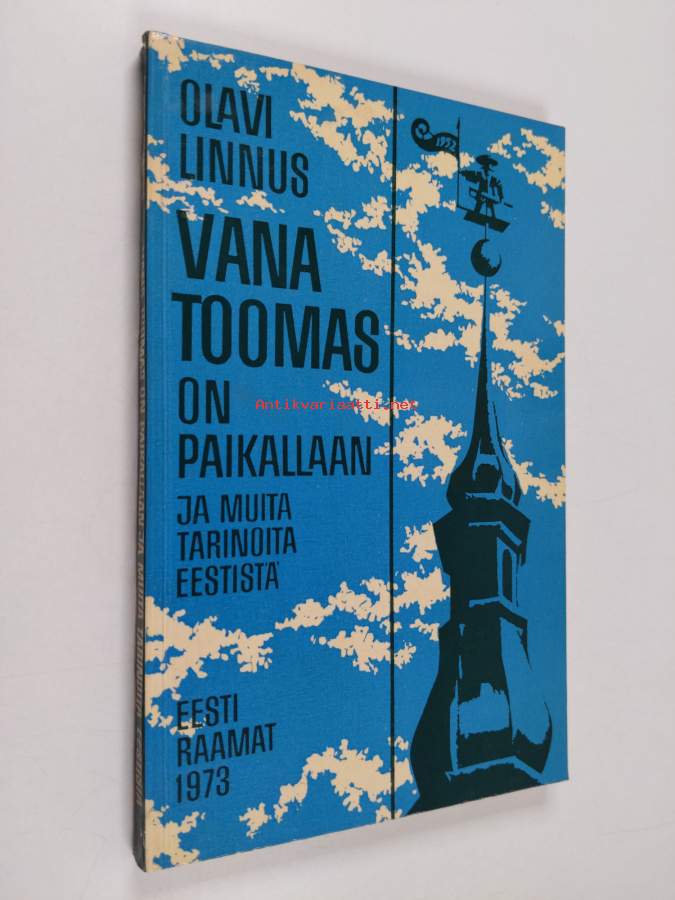 OLAVI
LINNUS
VANA
TOOMAS
ON
PAIKALLAAN
JA MUITA
TARINOITA
EESTISTÄ
EESTI
RAAMAT
1973
Antikvariaatti.net